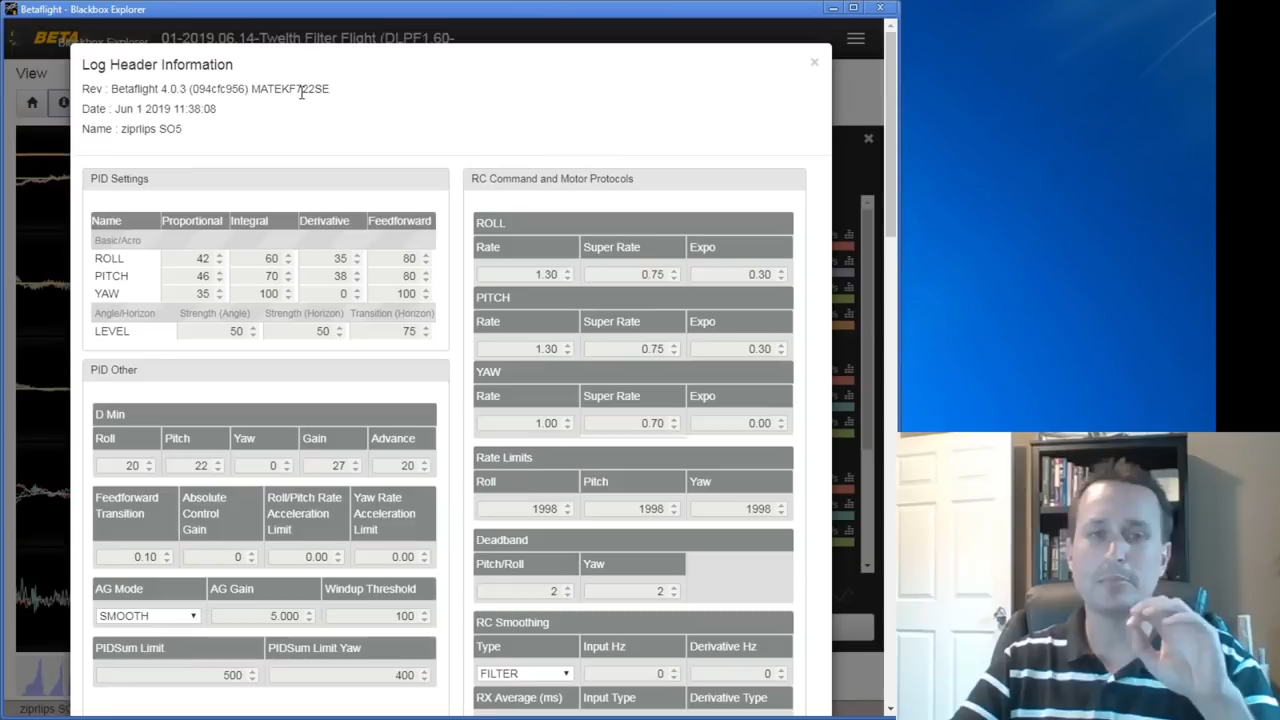 Betaflight - Blackbox Explorer
BETA
Blackbox Explorer
01-2019.06.14-Twelth Filter Flight (DLPF1.60-
View
Log Header Information
Rev : Betaflight 4.0.3 (094cfc956) MATEKF722SE
Date : Jun 1 2019 11:38.08
Name : ziprlips SO5
PID Settings
Name Proportional Integral Derivative Feedforward
Basic/Acro
ROLL 42 60 35 80
PITCH 46 70 38 80
YAW 35 100 0 100
Angle/Horizon Strength (Angle) Strength (Horizon) Transition (Horizon)
LEVEL 50 50 75
PID Other
D Min
Roll Pitch Yaw Gain Advance
20 22 0 27 20
Feedforward Transition Absolute Control Gain Roll/Pitch Rate Acceleration Limit Yaw Rate Acceleration Limit
0.10 0 0.00 0.00
AG Mode AG Gain Windup Threshold
SMOOTH 5.000 100
PIDSum Limit PIDSum Limit Yaw
500 400
RC Command and Motor Protocols
ROLL
Rate Super Rate Expo
1.30 0.75 0.30
PITCH
Rate Super Rate Expo
1.30 0.75 0.30
YAW
Rate Super Rate Expo
1.00 0.70 0.00
Rate Limits
Roll Pitch Yaw
1998 1998 1998
Deadband
Pitch/Roll Yaw
2 2
RC Smoothing
Type Input Hz Derivative Hz
FILTER 0 0
RX Average (ms) Input Type Derivative Type
ziprlips SO